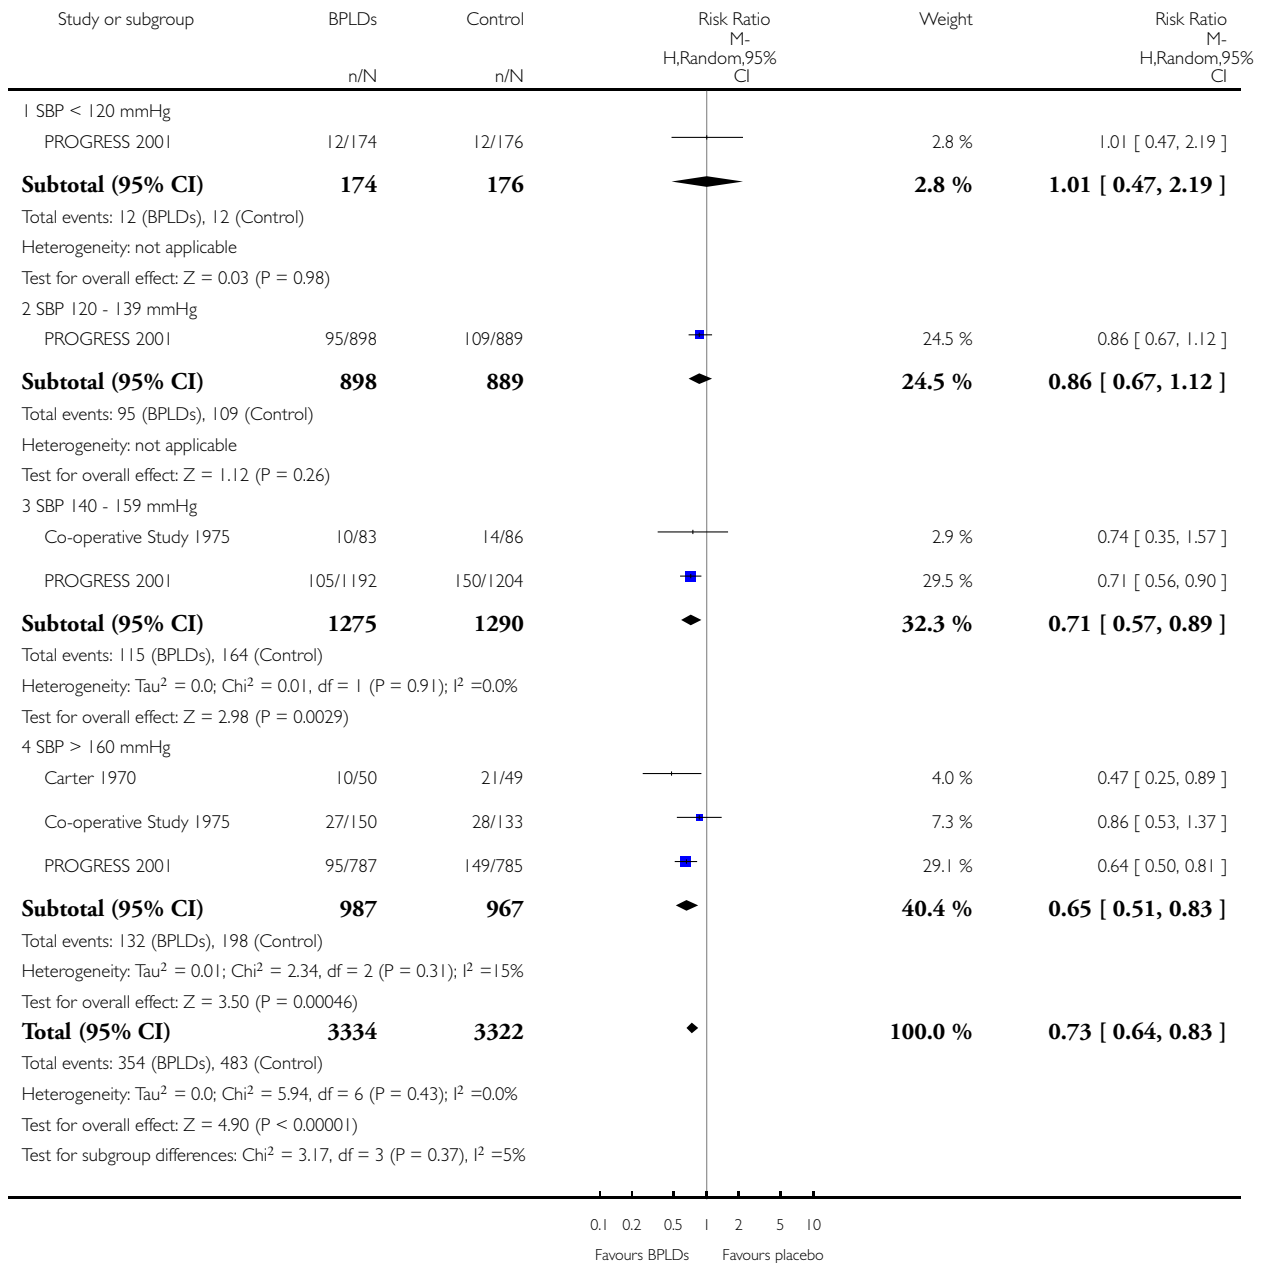 Study or subgroup BPLDs Control Risk Ratio Weight Risk Ratio
M- M-
H,Random,95% H,Random,95%
n/N n/N CI CI
1 SBP < 120 mmHg
PROGRESS 2001 12/174 12/176 2.8 % 1.01 [ 0.47, 2.19 ]
Subtotal (95% CI) 174 176 2.8 % 1.01 [ 0.47, 2.19 ]
Total events: 12 (BPLDs), 12 (Control)
Heterogeneity: not applicable
Test for overall effect: Z = 0.03 (P = 0.98)
2 SBP 120 - 139 mmHg
PROGRESS 2001 95/898 109/889 24.5 % 0.86 [ 0.67, 1.12 ]
Subtotal (95% CI) 898 889 24.5 % 0.86 [ 0.67, 1.12 ]
Total events: 95 (BPLDs), 109 (Control)
Heterogeneity: not applicable
Test for overall effect: Z = 1.12 (P = 0.26)
3 SBP 140 - 159 mmHg
Co-operative Study 1975 10/83 14/86 2.9 % 0.74 [ 0.35, 1.57 ]
PROGRESS 2001 105/1192 150/1204 29.5 % 0.71 [ 0.56, 0.90 ]
Subtotal (95% CI) 1275 1290 32.3 % 0.71 [ 0.57, 0.89 ]
Total events: 115 (BPLDs), 164 (Control)
Heterogeneity: Tau² = 0.0; Chi² = 0.01, df = 1 (P = 0.91); I² =0.0%
Test for overall effect: Z = 2.98 (P = 0.0029)
4 SBP > 160 mmHg
Carter 1970 10/50 21/49 4.0 % 0.47 [ 0.25, 0.89 ]
Co-operative Study 1975 27/150 28/133 7.3 % 0.86 [ 0.53, 1.37 ]
PROGRESS 2001 95/787 149/785 29.1 % 0.64 [ 0.50, 0.81 ]
Subtotal (95% CI) 987 967 40.4 % 0.65 [ 0.51, 0.83 ]
Total events: 132 (BPLDs), 198 (Control)
Heterogeneity: Tau² = 0.01; Chi² = 2.34, df = 2 (P = 0.31); I² =15%
Test for overall effect: Z = 3.50 (P = 0.00046)
Total (95% CI) 3334 3322 100.0 % 0.73 [ 0.64, 0.83 ]
Total events: 354 (BPLDs), 483 (Control)
Heterogeneity: Tau² = 0.0; Chi² = 5.94, df = 6 (P = 0.43); I² =0.0%
Test for overall effect: Z = 4.90 (P < 0.00001)
Test for subgroup differences: Chi² = 3.17, df = 3 (P = 0.37), I² =5%
0.1 0.2 0.5 1 2 5 10
Favours BPLDs Favours placebo